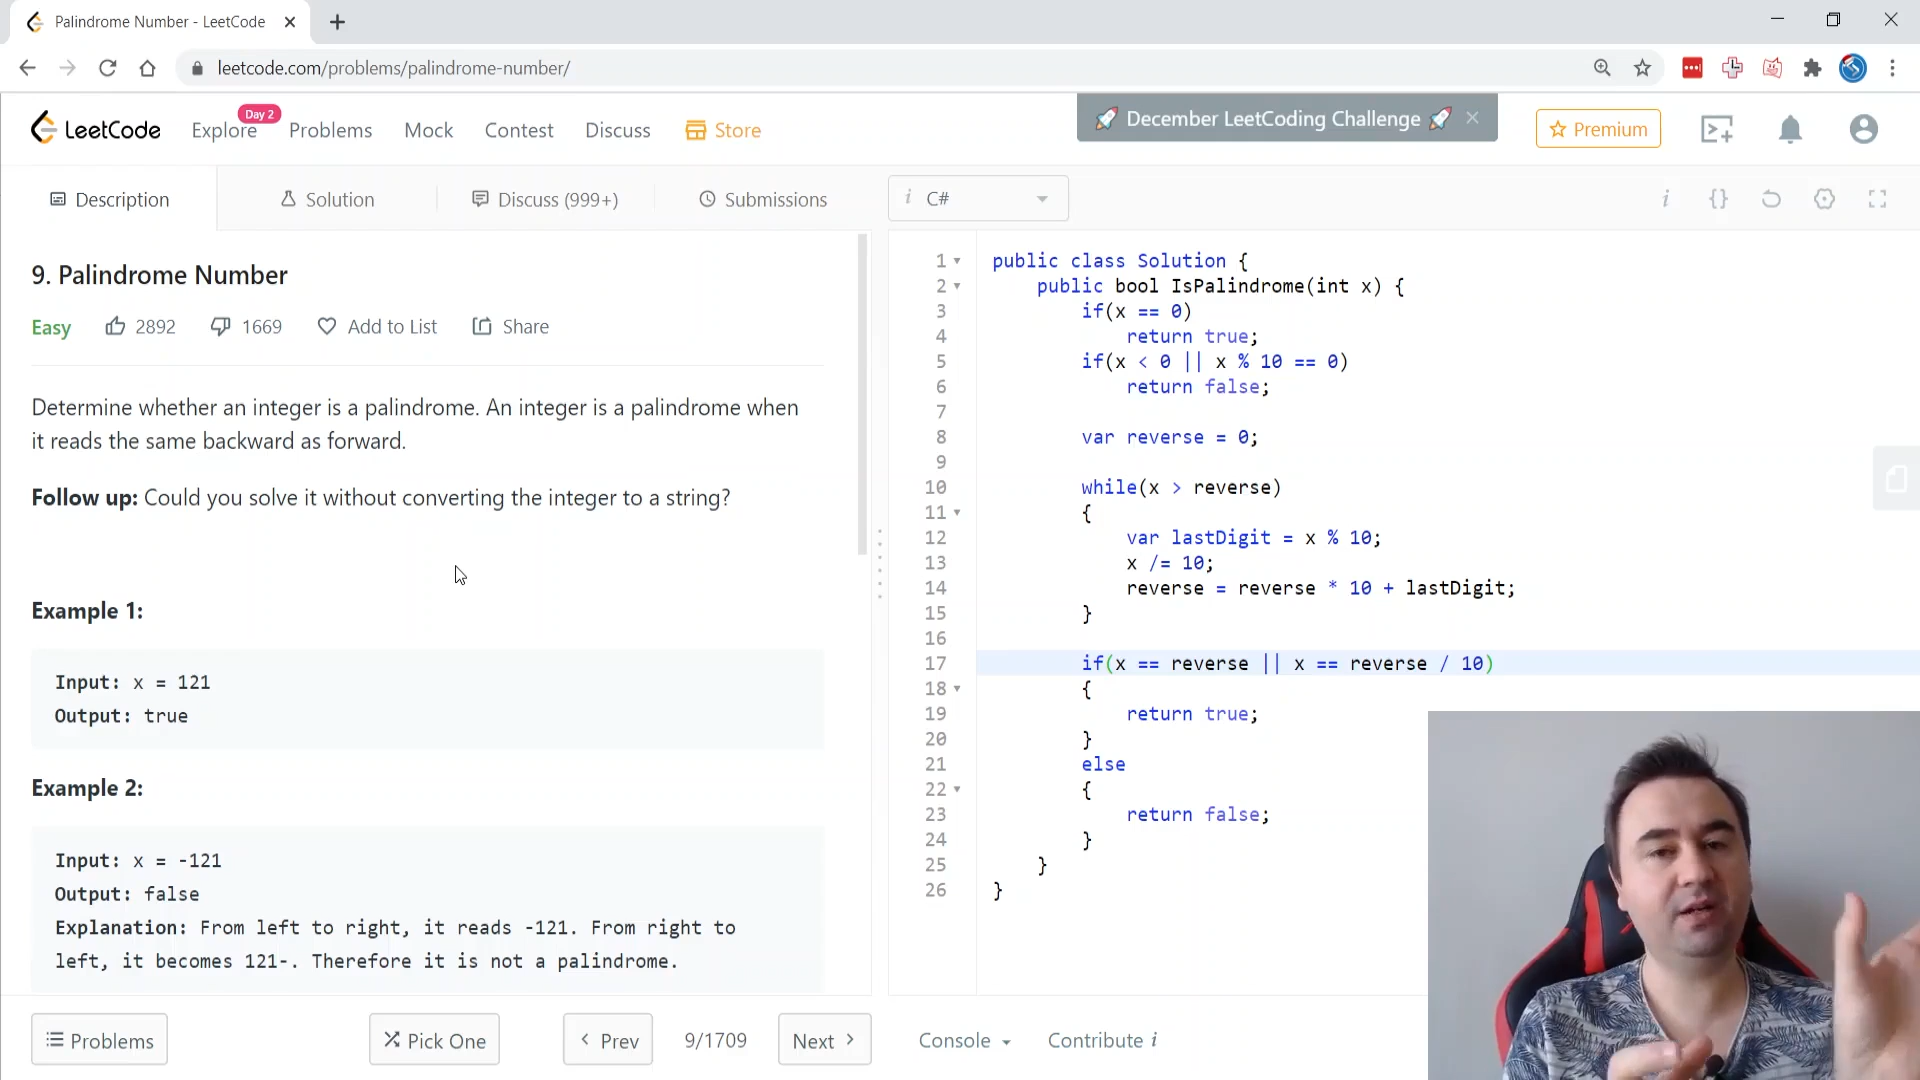 Palindrome Number - LeetCode
leetcode.com/problems/palindrome-number/
LeetCode
Explore
Day 2
Problems
Mock
Contest
Discuss
Store
🚀 December LeetCoding Challenge 🚀 ×
Premium
Description
Solution
Discuss (999+)
Submissions
i C#
9. Palindrome Number
Easy
2892
1669
Add to List
Share
Determine whether an integer is a palindrome. An integer is a palindrome when
it reads the same backward as forward.
Follow up: Could you solve it without converting the integer to a string?
Example 1:
Input: x = 121
Output: true
Example 2:
Input: x = -121
Output: false
Explanation: From left to right, it reads -121. From right to
left, it becomes 121-. Therefore it is not a palindrome.
Problems
Pick One
Prev
9/1709
Next
i {}
1 public class Solution {
2 public bool IsPalindrome(int x) {
3 if(x == 0)
4 return true;
5 if(x < 0 || x % 10 == 0)
6 return false;
7
8 var reverse = 0;
9
10 while(x > reverse)
11 {
12 var lastDigit = x % 10;
13 x /= 10;
14 reverse = reverse * 10 + lastDigit;
15 }
16
17 if(x == reverse || x == reverse / 10)
18 {
19 return true;
20 }
21 else
22 {
23 return false;
24 }
25 }
26 }
Console
Contribute i